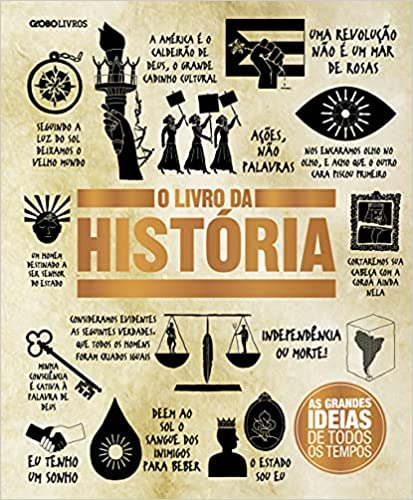 GLOBOLIVROS
A AMÉRICA É O
CALDEIRÃO DE
DEUS, O GRANDE
CADINHO CULTURAL
UMA REVOLUÇÃO
NÃO É UM MAR
DE ROSAS
SEGUINDO A
LUZ DO SOL
DEIXAMOS O
VELHO MUNDO
AÇÕES,
NÃO
PALAVRAS
NOS ENCARAMOS OLHO NO
OLHO, E ACHO QUE O OUTRO
CARA PISCOU PRIMEIRO
O LIVRO DA
HISTÓRIA
UM HOMEM
DESTINADO A
SER SENHOR
DO ESTADO
CORTAREMOS SUA
CABEÇA COM A
COROA AINDA
NELA
CONSIDERAMOS EVIDENTES
AS SEGUINTES VERDADES,
QUE TODOS OS HOMENS
FORAM CRIADOS IGUAIS
INDEPENDÊNCIA
OU MORTE!
MINHA
CONSCIÊNCIA
É CATIVA À
PALAVRA DE
DEUS
AS GRANDES
IDEIAS
DE TODOS
OS TEMPOS
EU TENHO
UM SONHO
DEEM AO
SOL O
SANGUE DOS
INIMIGOS
PARA BEBER
O ESTADO
SOU EU